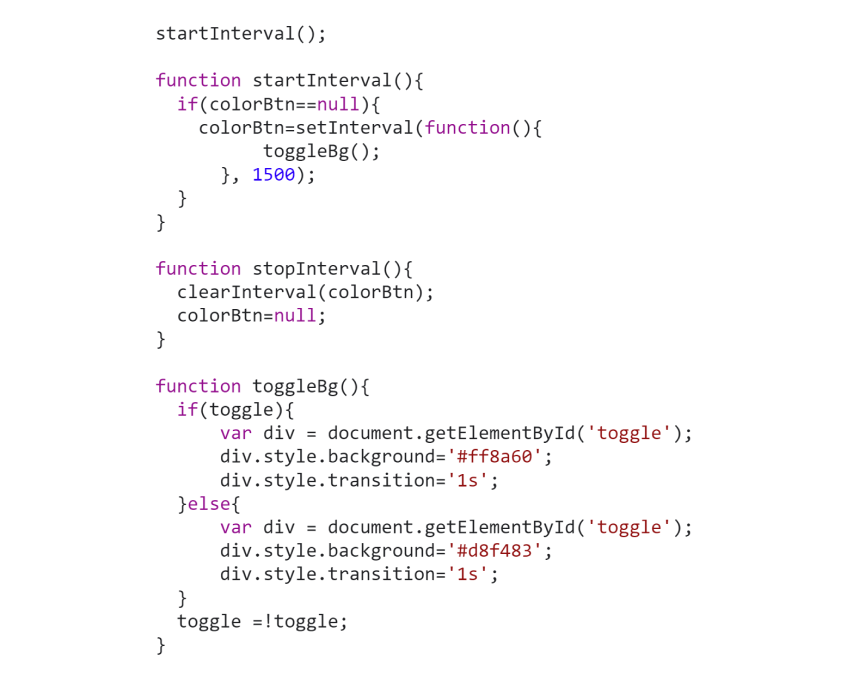 startInterval();

function startInterval(){
  if(colorBtn==null){
    colorBtn=setInterval(function(){
          toggleBg();
      }, 1500);
  }
}

function stopInterval(){
  clearInterval(colorBtn);
  colorBtn=null;
}

function toggleBg(){
  if(toggle){
      var div = document.getElementById('toggle');
      div.style.background='#ff8a60';
      div.style.transition='1s';
  }else{
      var div = document.getElementById('toggle');
      div.style.background='#d8f483';
      div.style.transition='1s';
  }
  toggle =!toggle;
}